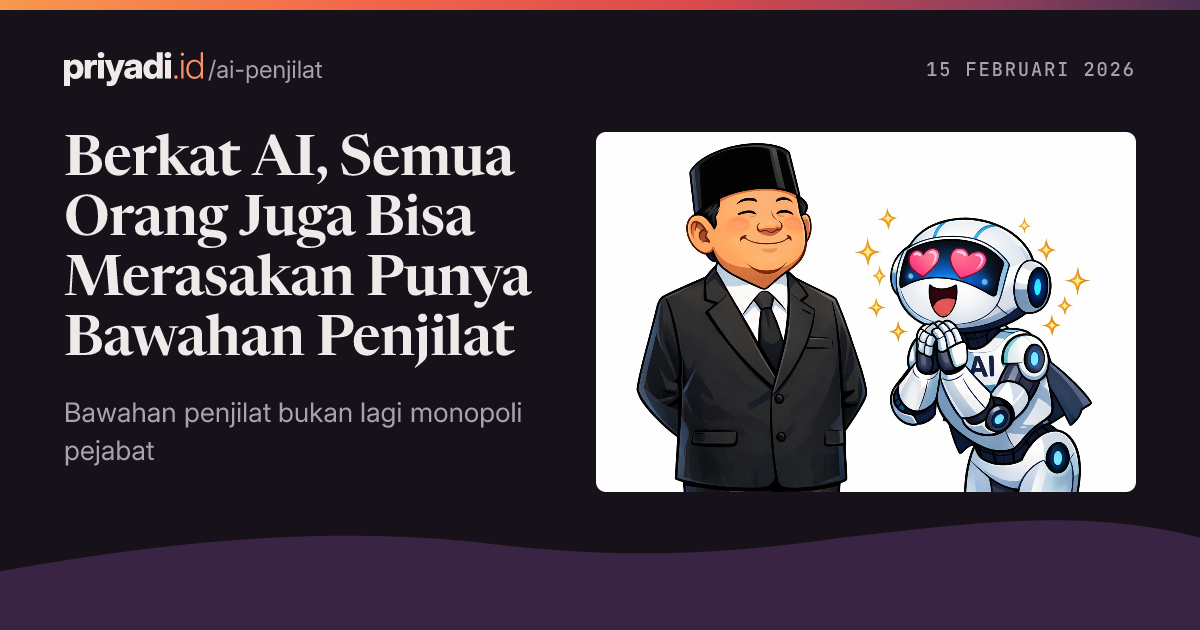 priyadi.id/ai-penjilat
15 FEBRUARI 2026
Berkat AI, Semua
Orang Juga Bisa
Merasakan Punya
Bawahan Penjilat
Bawahan penjilat bukan lagi monopoli
pejabat
AI